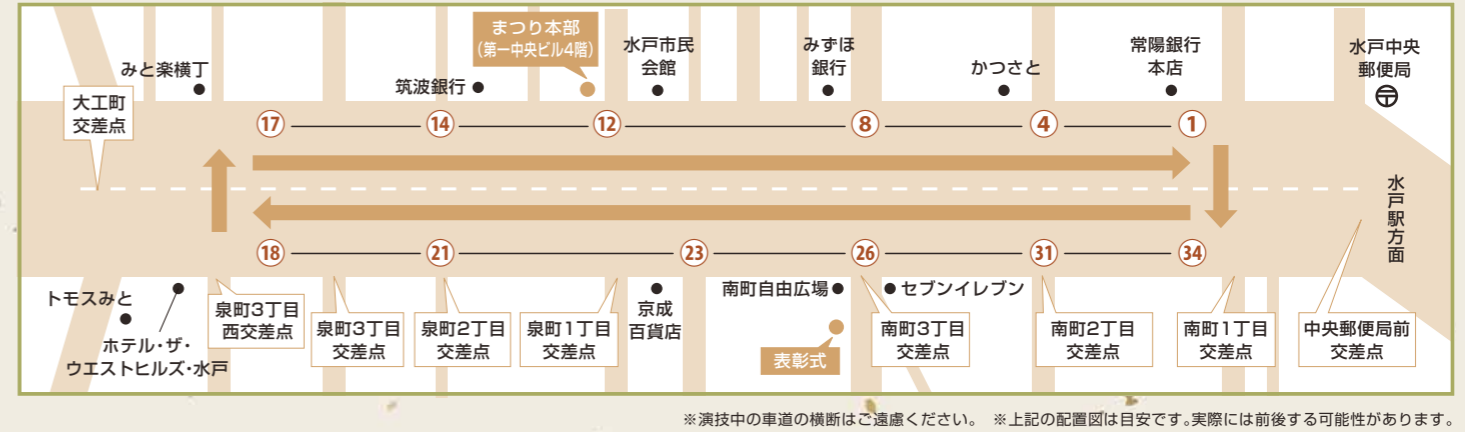 まつり本部
(第一中央ビル4階)
水戸市民
会館
みずほ
銀行
常陽銀行
本店
水戸中央
郵便局
みと楽横丁
筑波銀行
かつさと
大工町
交差点
〶
⑰
⑭
⑫
⑧
④
①
水戸駅方面
⑱
㉑
㉓
㉖
㉛
㉞
トモスみと
ホテル・ザ・
ウエストヒルズ・水戸
泉町3丁目
西交差点
泉町3丁目
交差点
泉町2丁目
交差点
泉町1丁目
交差点
京成
百貨店
南町自由広場
セブンイレブン
表彰式
南町3丁目
交差点
南町2丁目
交差点
南町1丁目
交差点
中央郵便局前
交差点
※演技中の車道の横断はご遠慮ください。 ※上記の配置図は目安です。実際には前後する可能性があります。